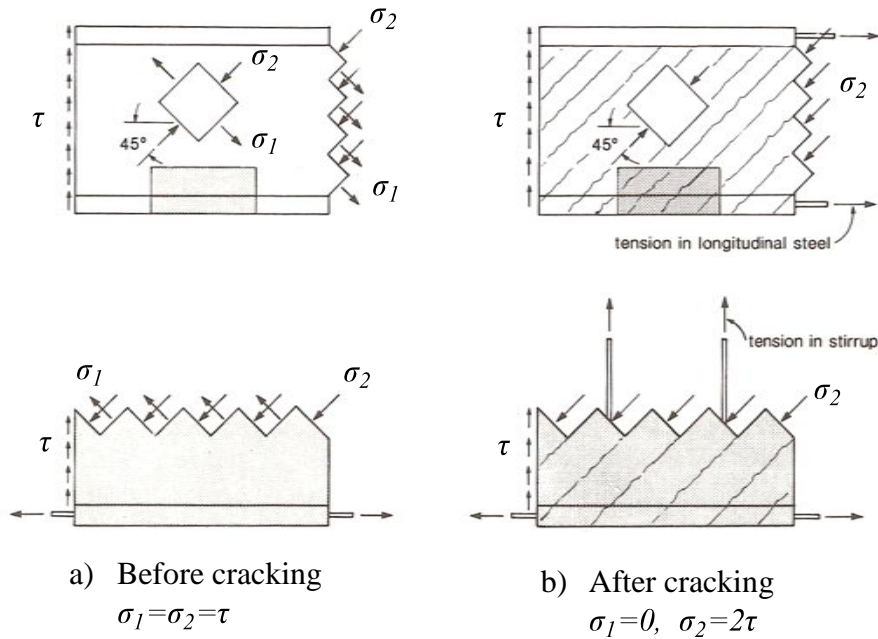 σ2
σ2
τ
45°
σ1
σ1
σ2
τ
45°
tension in longitudinal steel
tension in stirrup
σ1
σ2
τ
σ2
τ
a) Before cracking
σ1=σ2=τ
b) After cracking
σ1=0, σ2=2τ